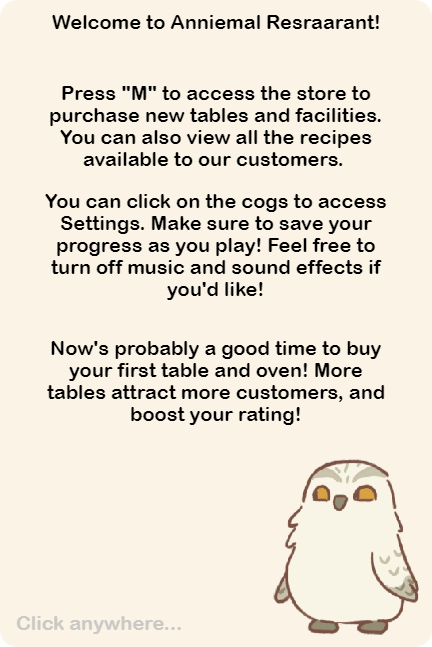 Welcome to Anniemal Resraarant!
Press "M" to access the store to
purchase new tables and facilities.
You can also view all the recipes
available to our customers.
You can click on the cogs to access
Settings. Make sure to save your
progress as you play! Feel free to
turn off music and sound effects if
you'd like!
Now's probably a good time to buy
your first table and oven! More
tables attract more customers, and
boost your rating!
Click anywhere...